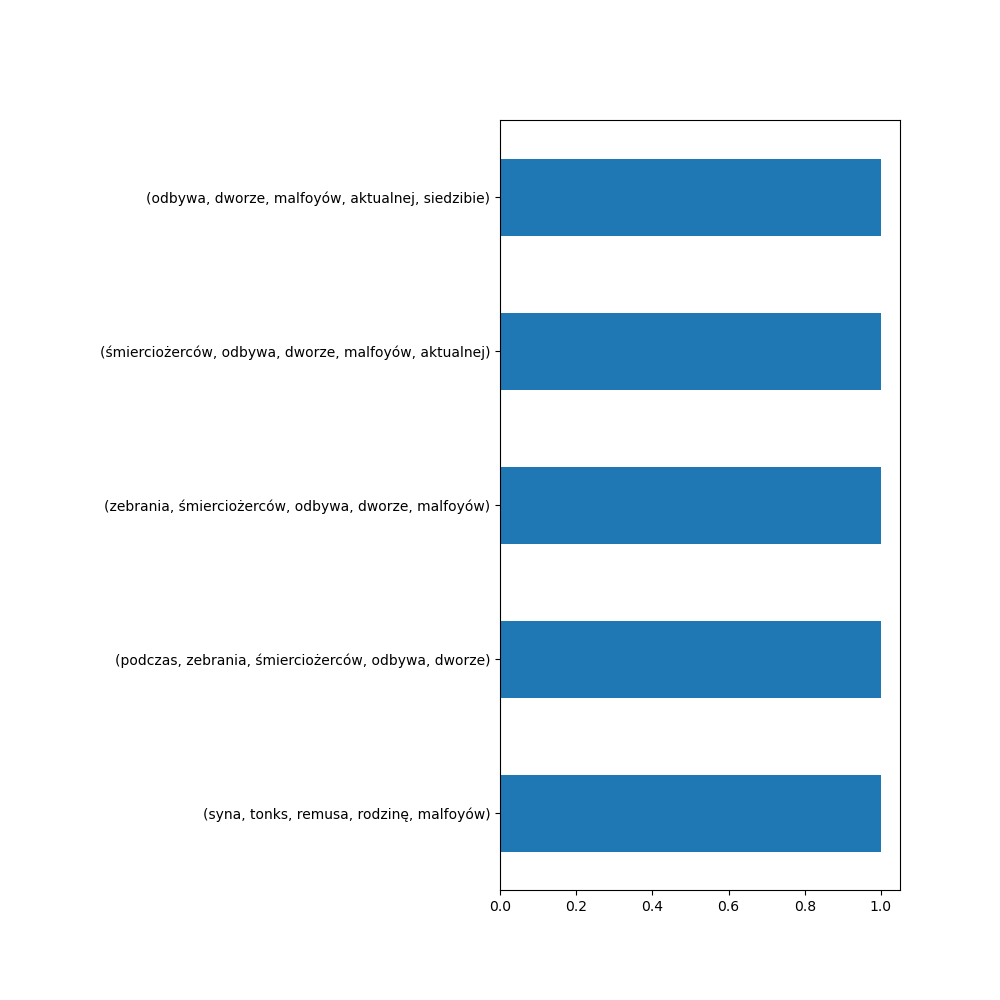 (odbywa, dworze, malfoyów, aktualnej, siedzibie)
(śmierciożerców, odbywa, dworze, malfoyów, aktualnej)
(zebrania, śmierciożerców, odbywa, dworze, malfoyów)
(podczas, zebrania, śmierciożerców, odbywa, dworze)
(syna, tonks, remusa, rodzinę, malfoyów)
0.0 0.2 0.4 0.6 0.8 1.0